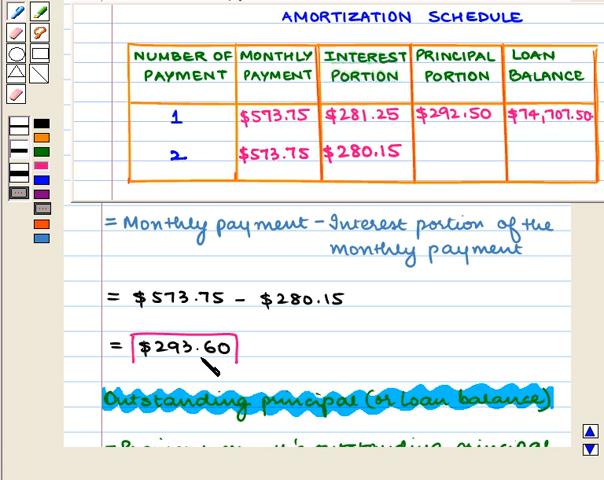 AMORTIZATION SCHEDULE
NUMBER OF PAYMENT MONTHLY PAYMENT INTEREST PORTION PRINCIPAL PORTION LOAN BALANCE
1 $573.75 $281.25 $292.50 $74,707.50
2 $573.75 $280.15
= Monthly payment - Interest portion of the
monthly payment
= $573.75 - $280.15
= $293.60
Outstanding principal (or Loan balance)
outstanding principal